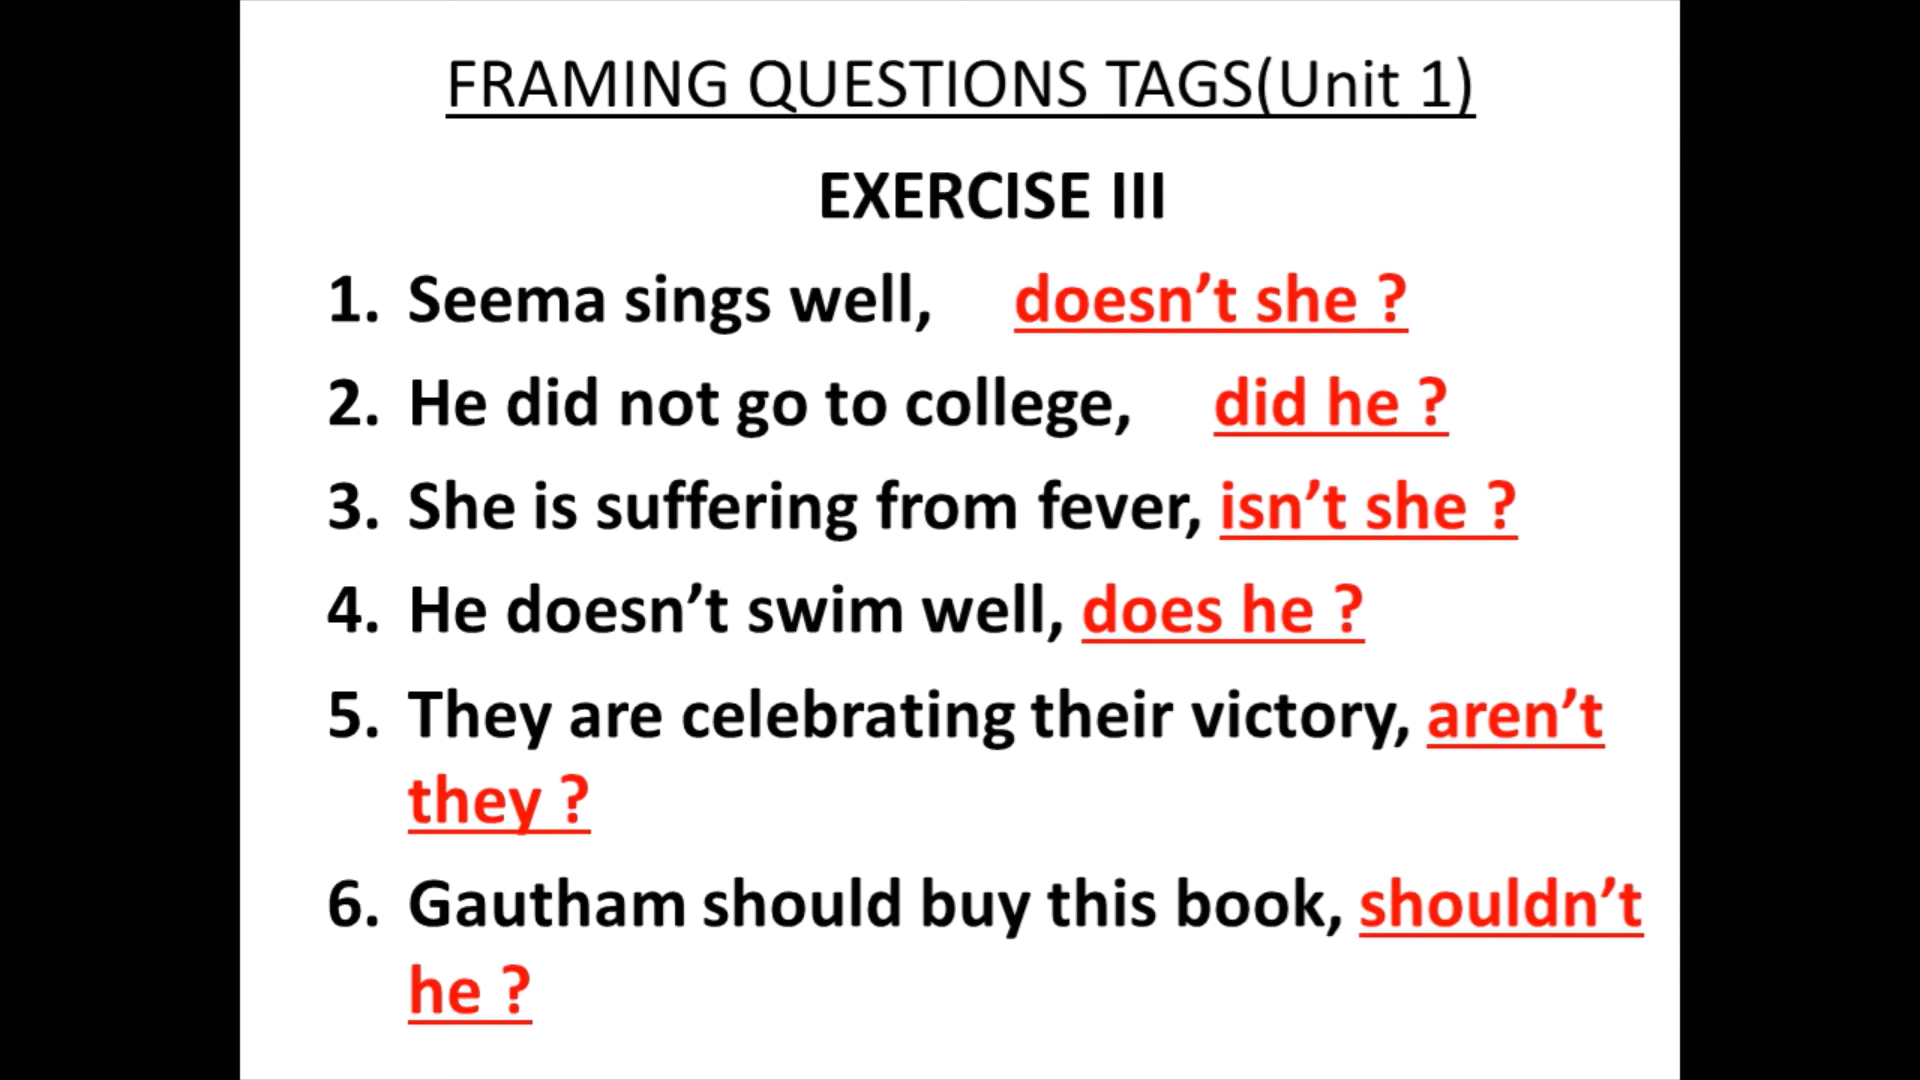 FRAMING QUESTIONS TAGS(Unit 1)
EXERCISE III
1. Seema sings well, doesn’t she ?
2. He did not go to college, did he ?
3. She is suffering from fever, isn’t she ?
4. He doesn’t swim well, does he ?
5. They are celebrating their victory, aren’t
they ?
6. Gautham should buy this book, shouldn’t
he ?